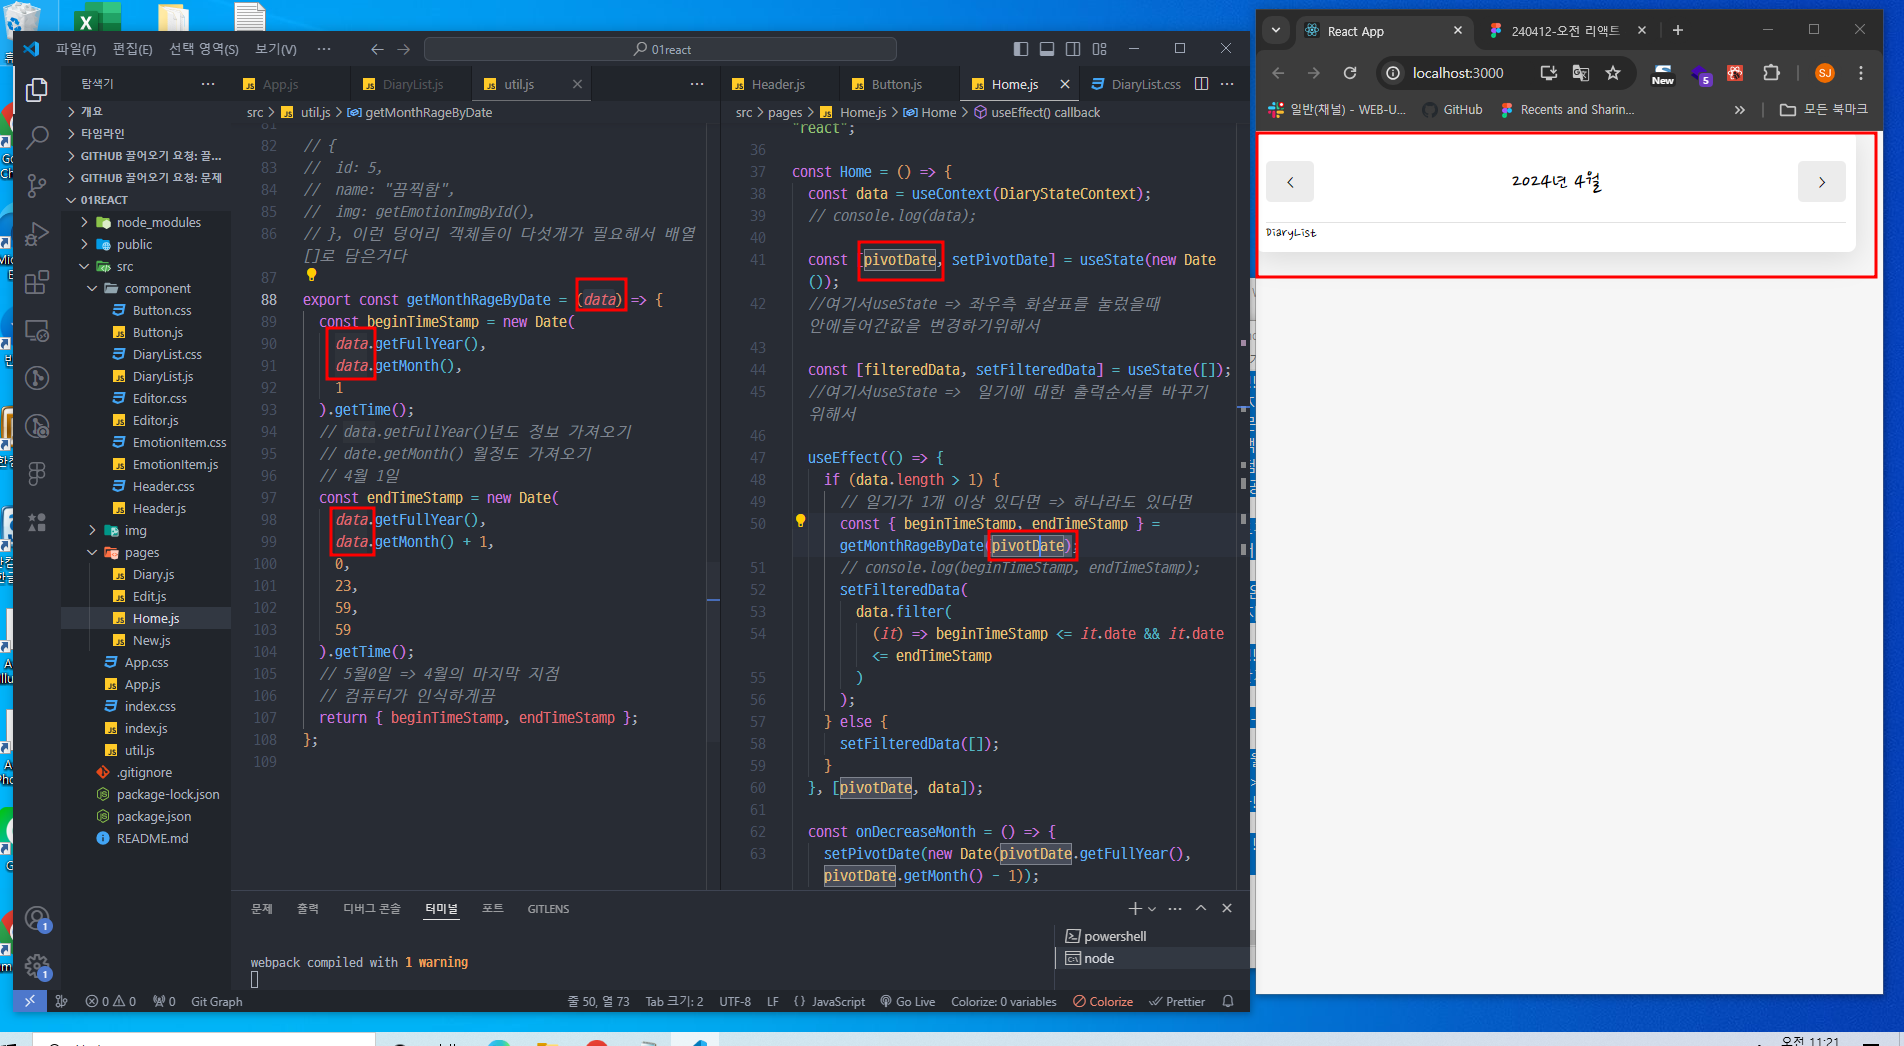 파일(F) 편집(E) 선택 영역(S) 보기(V) ··· 01react
탐색기 ···
개요
타임라인
GITHUB 끌어오기 요청: 끌...
GITHUB 끌어오기 요청: 문제
01REACT
node_modules
public
src
component
Button.css
Button.js
DiaryList.css
DiaryList.js
Editor.css
Editor.js
EmotionItem.css
EmotionItem.js
Header.css
Header.js
img
pages
Diary.js
Edit.js
Home.js
New.js
App.css
App.js
index.css
index.js
util.js
.gitignore
package-lock.json
package.json
README.md
App.js DiaryList.js util.js
src > util.js > getMonthRageByDate
81
82 // {
83 // id: 5,
84 // name: "끔찍함",
85 // img: getEmotionImgById(),
86 // }, 이런 덩어리 객체들이 다섯개가 필요해서 배열
[]로 담은거다
87
88 export const getMonthRageByDate = (data) => {
89 const beginTimeStamp = new Date(
90 data.getFullYear(),
91 data.getMonth(),
92 1
93 ).getTime();
94 // data.getFullYear()년도 정보 가져오기
95 // date.getMonth() 월정도 가져오기
96 // 4월 1일
97 const endTimeStamp = new Date(
98 data.getFullYear(),
99 data.getMonth() + 1,
100 0,
101 23,
102 59,
103 59
104 ).getTime();
105 // 5월0일 => 4월의 마지막 지점
106 // 컴퓨터가 인식하게끔
107 return { beginTimeStamp, endTimeStamp };
108 };
109
Header.js Button.js Home.js DiaryList.css
src > pages > Home.js > Home > useEffect() callback
"react";
36
37 const Home = () => {
38 const data = useContext(DiaryStateContext);
39 // console.log(data);
40
41 const [pivotDate, setPivotDate] = useState(new Date
());
42 //여기서useState => 좌우측 화살표를 눌렀을때
안에들어간값을 변경하기위해서
43
44 const [filteredData, setFilteredData] = useState([]);
45 //여기서useState => 일기에 대한 출력순서를 바꾸기
위해서
46
47 useEffect(() => {
48 if (data.length > 1) {
49 // 일기가 1개 이상 있다면 => 하나라도 있다면
50 const { beginTimeStamp, endTimeStamp } =
getMonthRageByDate(pivotDate);
51 // console.log(beginTimeStamp, endTimeStamp);
52 setFilteredData(
53 data.filter(
54 (it) => beginTimeStamp <= it.date && it.date
<= endTimeStamp
55 )
56 );
57 } else {
58 setFilteredData([]);
59 }
60 }, [pivotDate, data]);
61
62 const onDecreaseMonth = () => {
63 setPivotDate(new Date(pivotDate.getFullYear(),
pivotDate.getMonth() - 1));
문제 출력 디버그 콘솔 터미널 포트 GITLENS
webpack compiled with 1 warning
powershell
node
0 0 0 Git Graph 줄 50, 열 73 Tab 크기: 2 UTF-8 LF {} JavaScript Go Live Colorize: 0 variables Colorize Prettier
React App 240412-오전 리액트
localhost:3000 New 5 SJ
일반(채널) - WEB-U... GitHub Recents and Sharin... » 모든 북마크
< 2024년 4월 >
DiaryList
오전 11:21